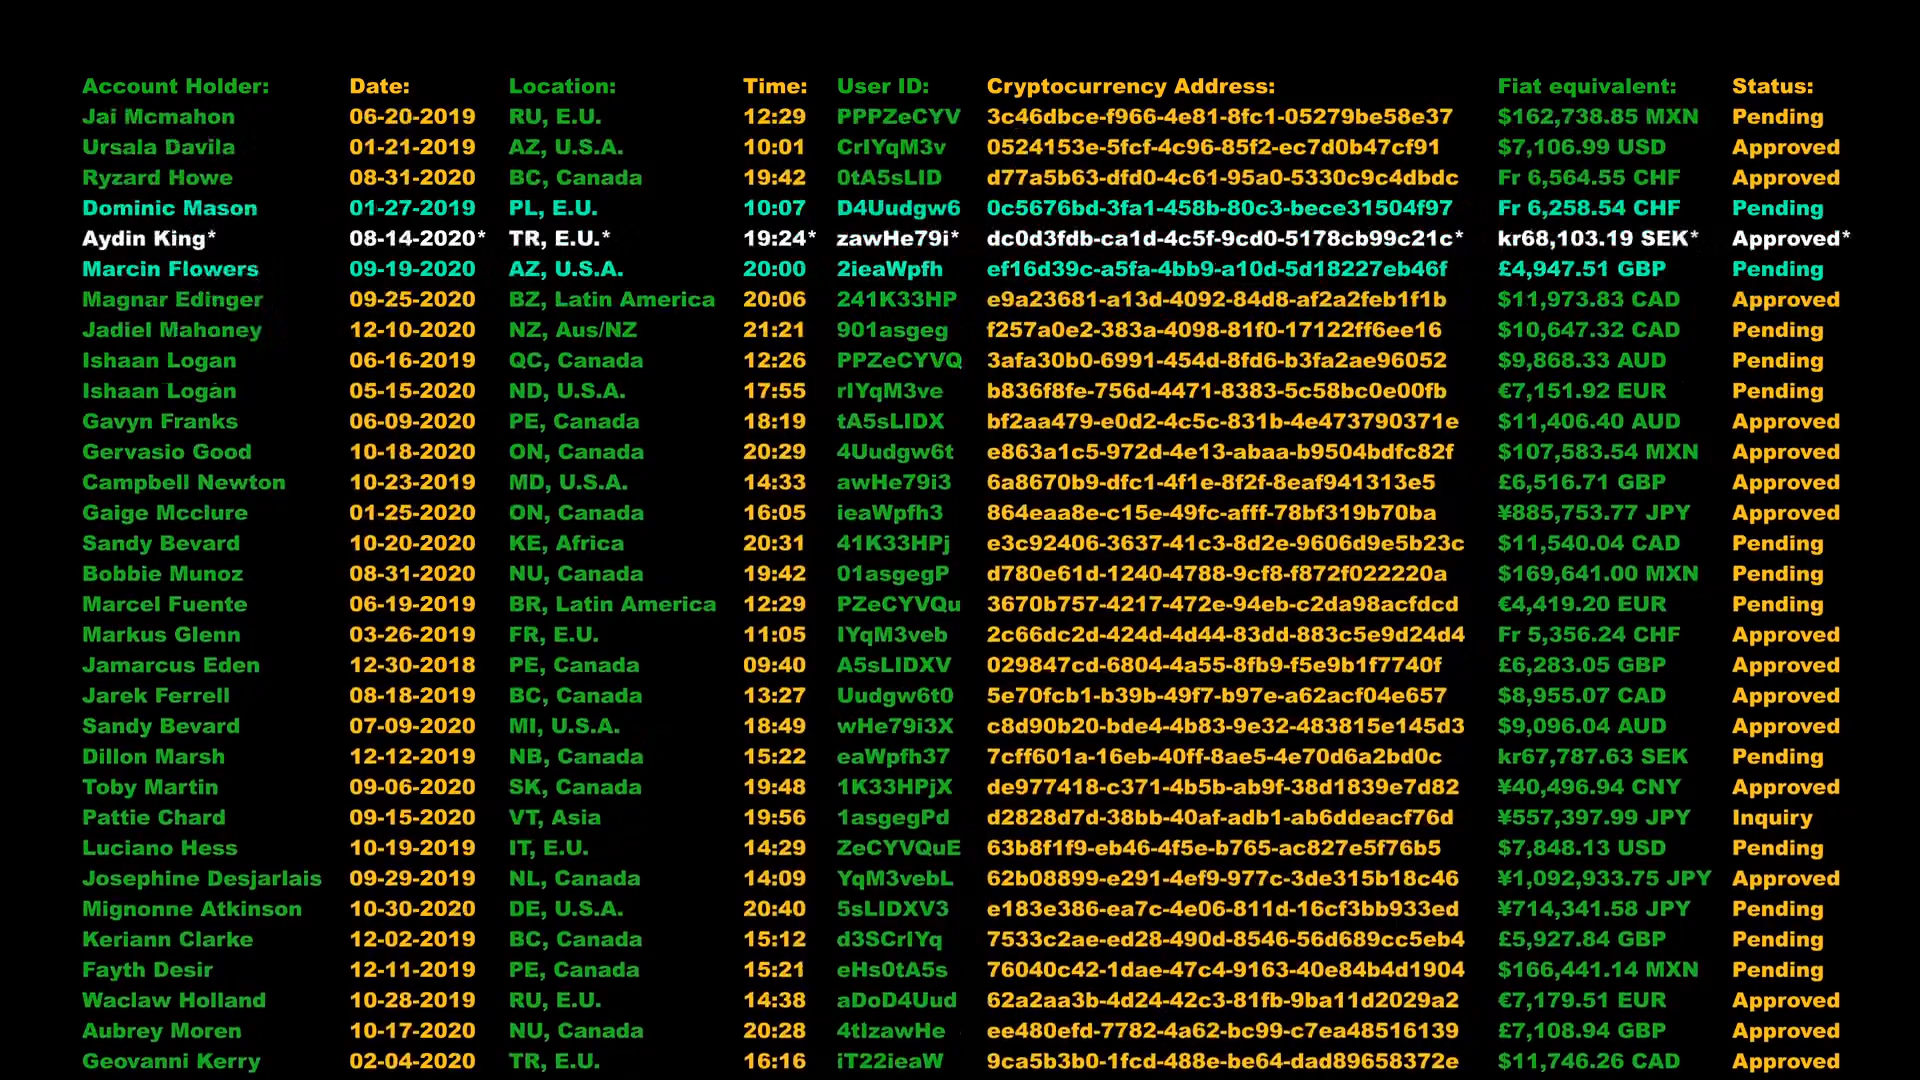 Account Holder: Date: Location: Time: User ID: Cryptocurrency Address: Fiat equivalent: Status:
Jai Mcmahon 06-20-2019 RU, E.U. 12:29 PPPZeCYV 3c46dbce-f966-4e81-8fc1-05279be58e37 $162,738.85 MXN Pending
Ursala Davila 01-21-2019 AZ, U.S.A. 10:01 CrIYqM3v 0524153e-5fcf-4c96-85f2-ec7d0b47cf91 $7,106.99 USD Approved
Ryzard Howe 08-31-2020 BC, Canada 19:42 0tA5sLID d77a5b63-dfd0-4c61-95a0-5330c9c4dbdc Fr 6,564.55 CHF Approved
Dominic Mason 01-27-2019 PL, E.U. 10:07 D4Uudgw6 0c5676bd-3fa1-458b-80c3-bece31504f97 Fr 6,258.54 CHF Pending
Aydin King* 08-14-2020* TR, E.U.* 19:24* zawHe79i* dc0d3fdb-ca1d-4c5f-9cd0-5178cb99c21c* kr68,103.19 SEK* Approved*
Marcin Flowers 09-19-2020 AZ, U.S.A. 20:00 2ieaWpfh ef16d39c-a5fa-4bb9-a10d-5d18227eb46f £4,947.51 GBP Pending
Magnar Edinger 09-25-2020 BZ, Latin America 20:06 241K33HP e9a23681-a13d-4092-84d8-af2a2feb1f1b $11,973.83 CAD Approved
Jadiel Mahoney 12-10-2020 NZ, Aus/NZ 21:21 901asgeg f257a0e2-383a-4098-81f0-17122ff6ee16 $10,647.32 CAD Pending
Ishaan Logan 06-16-2019 QC, Canada 12:26 PPZeCYVQ 3afa30b0-6991-454d-8fd6-b3fa2ae96052 $9,868.33 AUD Pending
Ishaan Logan 05-15-2020 ND, U.S.A. 17:55 rIYqM3ve b836f8fe-756d-4471-8383-5c58bc0e00fb €7,151.92 EUR Pending
Gavyn Franks 06-09-2020 PE, Canada 18:19 tA5sLIDX bf2aa479-e0d2-4c5c-831b-4e473790371e $11,406.40 AUD Approved
Gervasio Good 10-18-2020 ON, Canada 20:29 4Uudgw6t e863a1c5-972d-4e13-abaa-b9504bdfc82f $107,583.54 MXN Approved
Campbell Newton 10-23-2019 MD, U.S.A. 14:33 awHe79i3 6a8670b9-dfc1-4f1e-8f2f-8eaf941313e5 £6,516.71 GBP Approved
Gaige Mcclure 01-25-2020 ON, Canada 16:05 ieaWpfh3 864eaa8e-c15e-49fc-afff-78bf319b70ba ¥885,753.77 JPY Approved
Sandy Bevard 10-20-2020 KE, Africa 20:31 41K33HPj e3c92406-3637-41c3-8d2e-9606d9e5b23c $11,540.04 CAD Pending
Bobbie Munoz 08-31-2020 NU, Canada 19:42 01asgegP d780e61d-1240-4788-9cf8-f872f022220a $169,641.00 MXN Pending
Marcel Fuente 06-19-2019 BR, Latin America 12:29 PZeCYVQu 3670b757-4217-472e-94eb-c2da98acfdcd €4,419.20 EUR Pending
Markus Glenn 03-26-2019 FR, E.U. 11:05 IYqM3veb 2c66dc2d-424d-4d44-83dd-883c5e9d24d4 Fr 5,356.24 CHF Approved
Jamarcus Eden 12-30-2018 PE, Canada 09:40 A5sLIDXV 029847cd-6804-4a55-8fb9-f5e9b1f7740f £6,283.05 GBP Approved
Jarek Ferrell 08-18-2019 BC, Canada 13:27 Uudgw6t0 5e70fcb1-b39b-49f7-b97e-a62acf04e657 $8,955.07 CAD Approved
Sandy Bevard 07-09-2020 MI, U.S.A. 18:49 wHe79i3X c8d90b20-bde4-4b83-9e32-483815e145d3 $9,096.04 AUD Approved
Dillon Marsh 12-12-2019 NB, Canada 15:22 eaWpfh37 7cff601a-16eb-40ff-8ae5-4e70d6a2bd0c kr67,787.63 SEK Pending
Toby Martin 09-06-2020 SK, Canada 19:48 1K33HPjX de977418-c371-4b5b-ab9f-38d1839e7d82 ¥40,496.94 CNY Approved
Pattie Chard 09-15-2020 VT, Asia 19:56 1asgegPd d2828d7d-38bb-40af-adb1-ab6ddeacf76d ¥557,397.99 JPY Inquiry
Luciano Hess 10-19-2019 IT, E.U. 14:29 ZeCYVQuE 63b8f1f9-eb46-4f5e-b765-ac827e5f76b5 $7,848.13 USD Pending
Josephine Desjarlais 09-29-2019 NL, Canada 14:09 YqM3vebL 62b08899-e291-4ef9-977c-3de315b18c46 ¥1,092,933.75 JPY Approved
Mignonne Atkinson 10-30-2020 DE, U.S.A. 20:40 5sLIDXV3 e183e386-ea7c-4e06-811d-16cf3bb933ed ¥714,341.58 JPY Pending
Keriann Clarke 12-02-2019 BC, Canada 15:12 d3SCrIYq 7533c2ae-ed28-490d-8546-56d689cc5eb4 £5,927.84 GBP Pending
Fayth Desir 12-11-2019 PE, Canada 15:21 eHs0tA5s 76040c42-1dae-47c4-9163-40e84b4d1904 $166,441.14 MXN Pending
Waclaw Holland 10-28-2019 RU, E.U. 14:38 aDoD4Uud 62a2aa3b-4d24-42c3-81fb-9ba11d2029a2 €7,179.51 EUR Approved
Aubrey Moren 10-17-2020 NU, Canada 20:28 4tIzawHe ee480efd-7782-4a62-bc99-c7ea48516139 £7,108.94 GBP Approved
Geovanni Kerry 02-04-2020 TR, E.U. 16:16 iT22ieaW 9ca5b3b0-1fcd-488e-be64-dad89658372e $11,746.26 CAD Approved